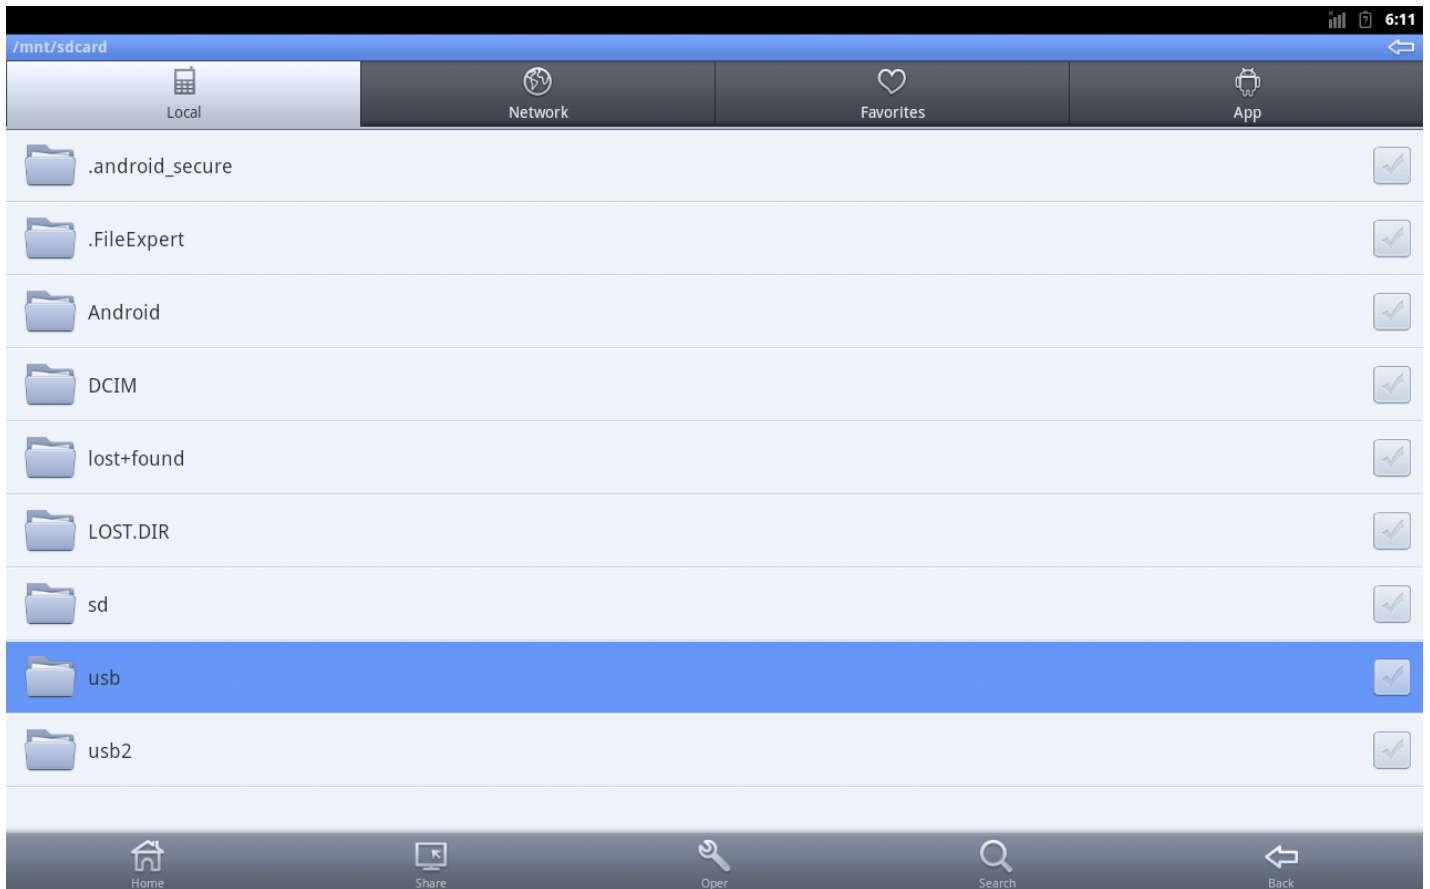 6:11
/mnt/sdcard
Local
Network
Favorites
App
.android_secure
.FileExpert
Android
DCIM
lost+found
LOST.DIR
sd
usb
usb2
Home
Share
Oper
Search
Back